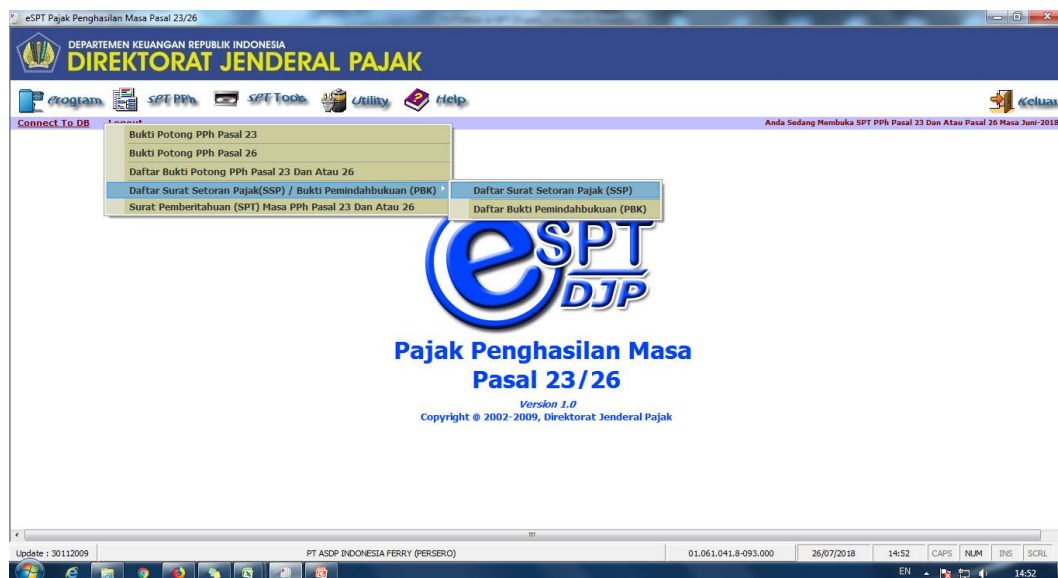 eSPT Pajak Penghasilan Masa Pasal 23/26
DEPARTEMEN KEUANGAN REPUBLIK INDONESIA
DIREKTORAT JENDERAL PAJAK
Program SPT PPh SPT Tools Utility Help Keluar
Connect To DB Logout Anda Sedang Membuka SPT PPh Pasal 23 Dan Atau Pasal 26 Masa Juni-2018
Bukti Potong PPh Pasal 23
Bukti Potong PPh Pasal 26
Daftar Bukti Potong PPh Pasal 23 Dan Atau 26
Daftar Surat Setoran Pajak(SSP) / Bukti Pemindahbukuan (PBK) Daftar Surat Setoran Pajak (SSP)
Surat Pemberitahuan (SPT) Masa PPh Pasal 23 Dan Atau 26 Daftar Bukti Pemindahbukuan (PBK)
eSPT
DJP
Pajak Penghasilan Masa
Pasal 23/26
Version 1.0
Copyright @ 2002-2009, Direktorat Jenderal Pajak
Update : 30112009 PT ASDP INDONESIA FERRY (PERSERO) 01.061.041.8-093.000 26/07/2018 14:52 CAPS NUM INS SCRL
EN 14:52